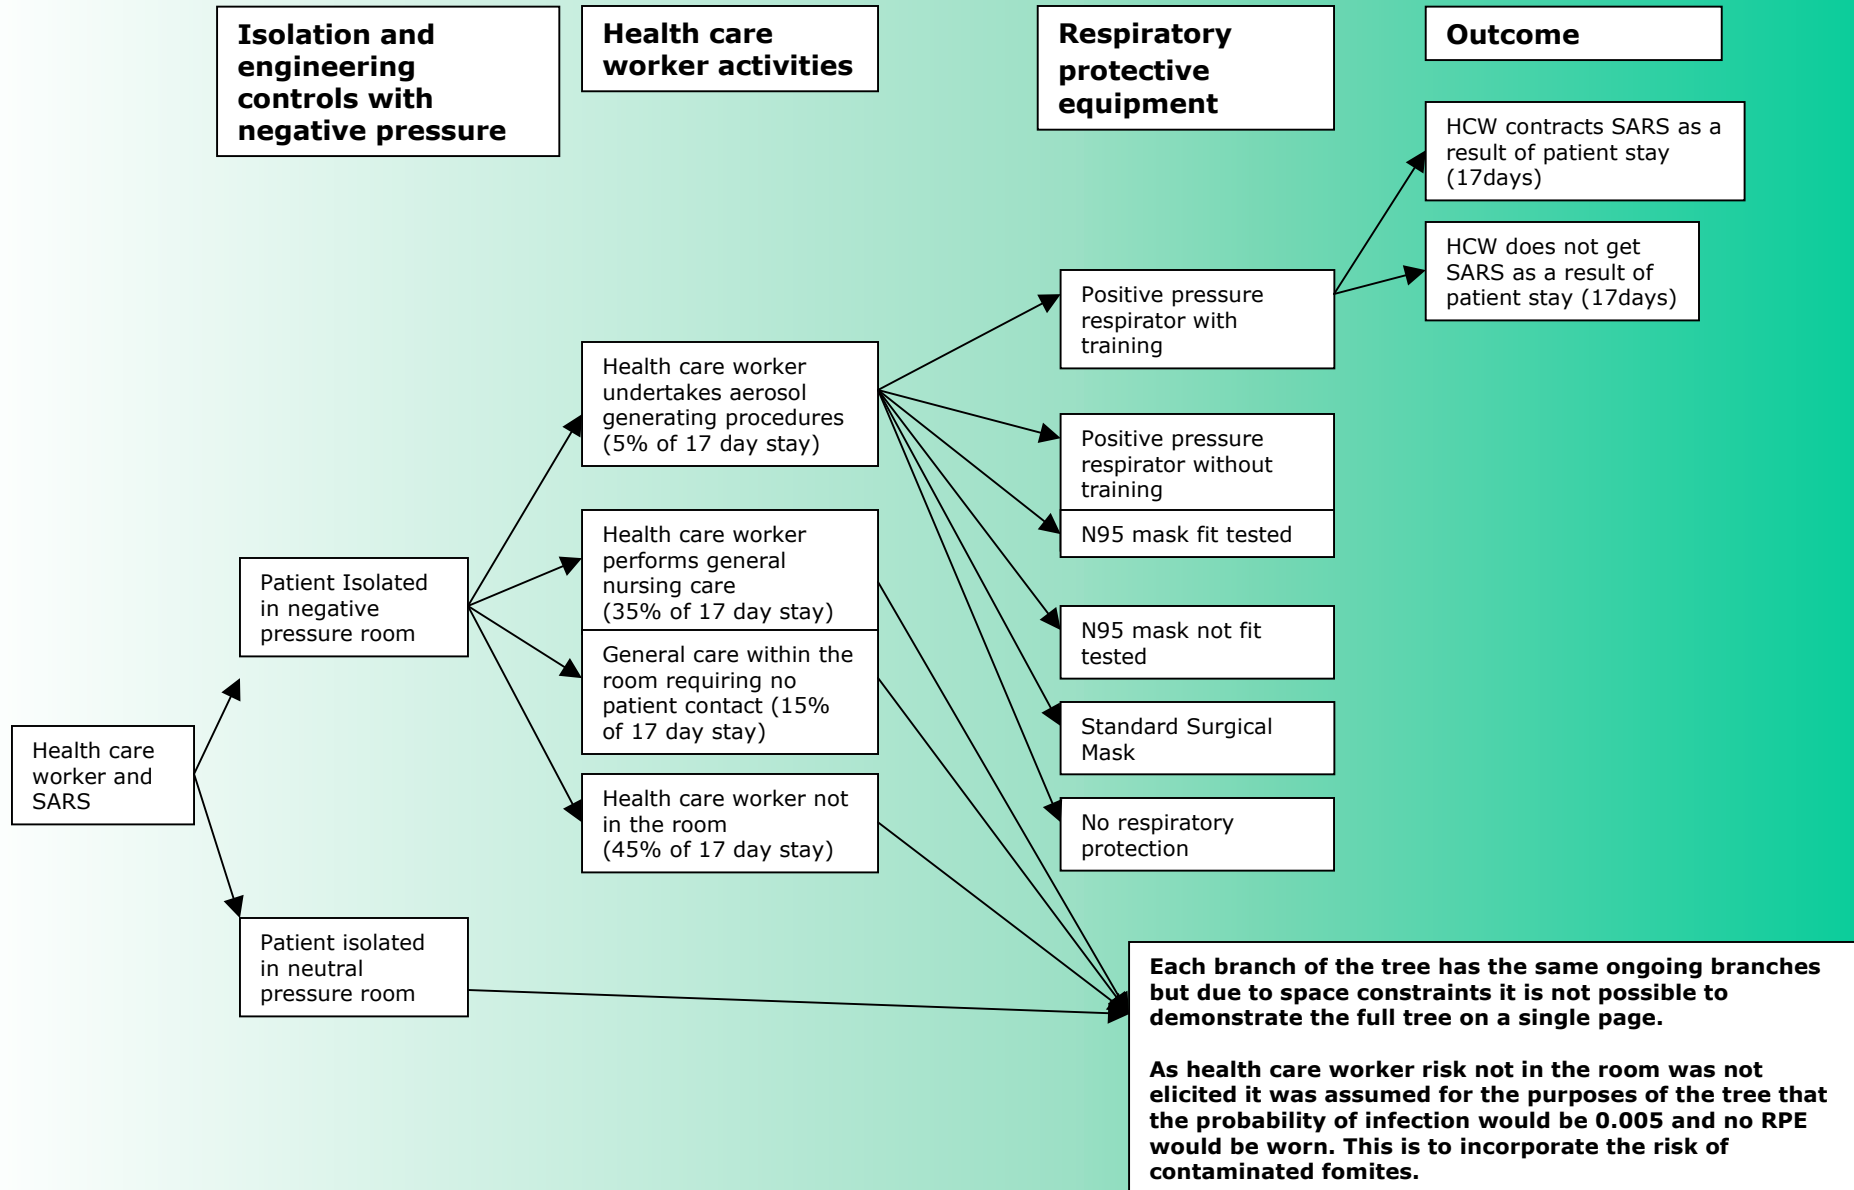 Isolation and
engineering
controls with
negative pressure
Health care
worker activities
Respiratory
protective
equipment
Outcome
HCW contracts SARS as a
result of patient stay
(17days)
HCW does not get
SARS as a result of
patient stay (17days)
Positive pressure
respirator with
training
Health care worker
undertakes aerosol
generating procedures
(5% of 17 day stay)
Positive pressure
respirator without
training
N95 mask fit tested
Health care worker
performs general
nursing care
(35% of 17 day stay)
Patient Isolated
in negative
pressure room
N95 mask not fit
tested
General care within the
room requiring no
patient contact (15%
of 17 day stay)
Standard Surgical
Mask
Health care
worker and
SARS
Health care worker not
in the room
(45% of 17 day stay)
No respiratory
protection
Patient isolated
in neutral
pressure room
Each branch of the tree has the same ongoing branches
but due to space constraints it is not possible to
demonstrate the full tree on a single page.
As health care worker risk not in the room was not
elicited it was assumed for the purposes of the tree that
the probability of infection would be 0.005 and no RPE
would be worn. This is to incorporate the risk of
contaminated fomites.